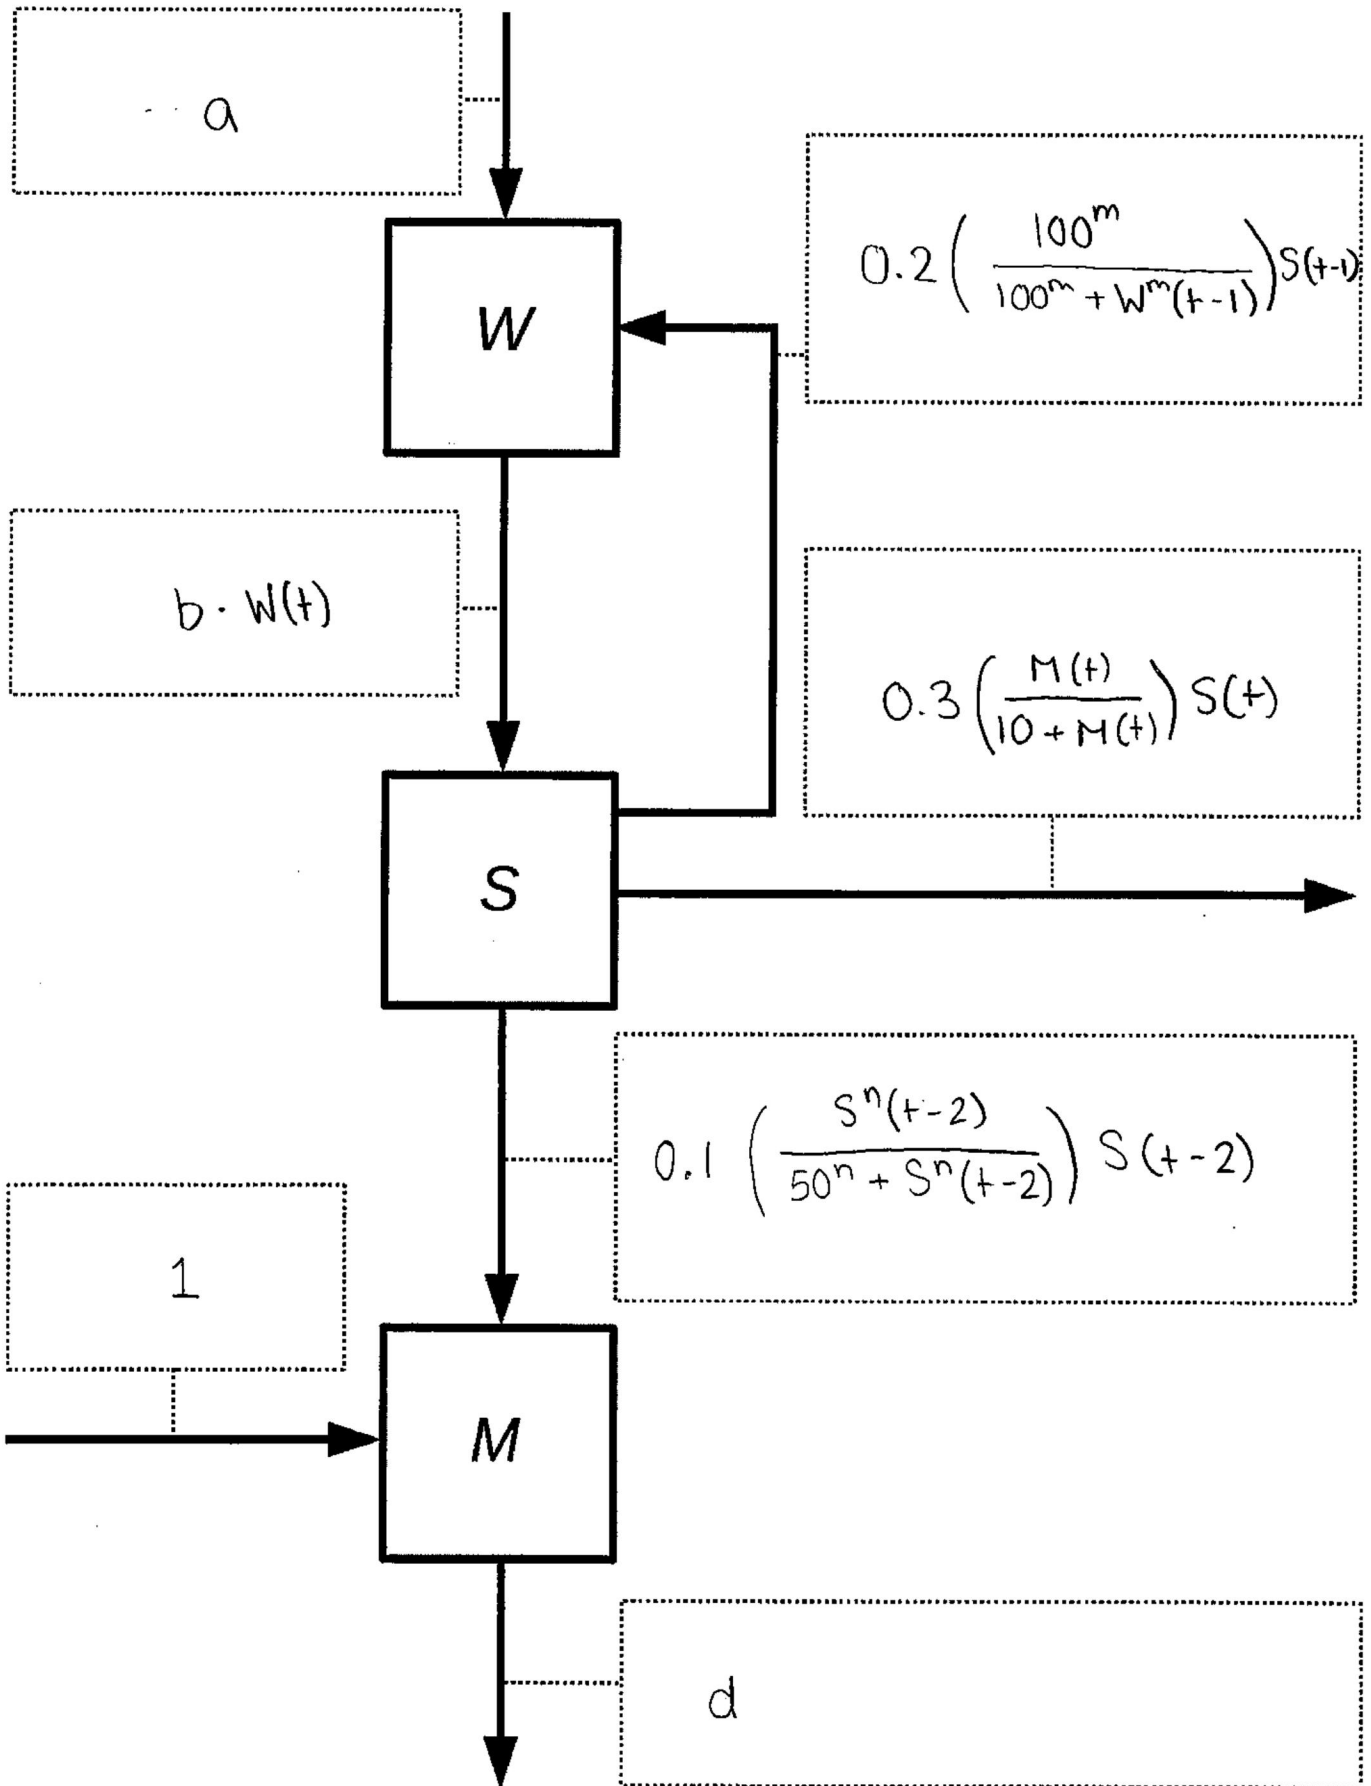 a
0.2 ( 100^m / (100^m + W^m(t-1)) ) S(t-1)
W
b · W(t)
0.3 ( M(t) / (10 + M(t)) ) S(t)
S
0.1 ( S^n(t-2) / (50^n + S^n(t-2)) ) S(t-2)
1
M
d